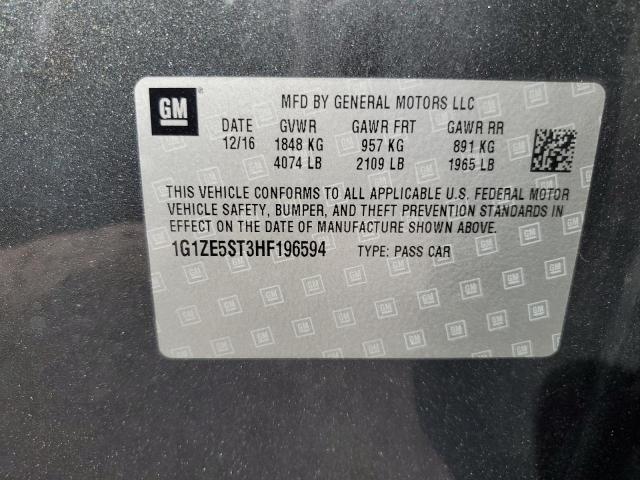 GM
MFD BY GENERAL MOTORS LLC
DATE GVWR GAWR FRT GAWR RR
12/16 1848 KG 957 KG 891 KG
4074 LB 2109 LB 1965 LB
THIS VEHICLE CONFORMS TO ALL APPLICABLE U.S. FEDERAL MOTOR
VEHICLE SAFETY, BUMPER, AND THEFT PREVENTION STANDARDS IN
EFFECT ON THE DATE OF MANUFACTURE SHOWN ABOVE.
1G1ZE5ST3HF196594 TYPE: PASS CAR